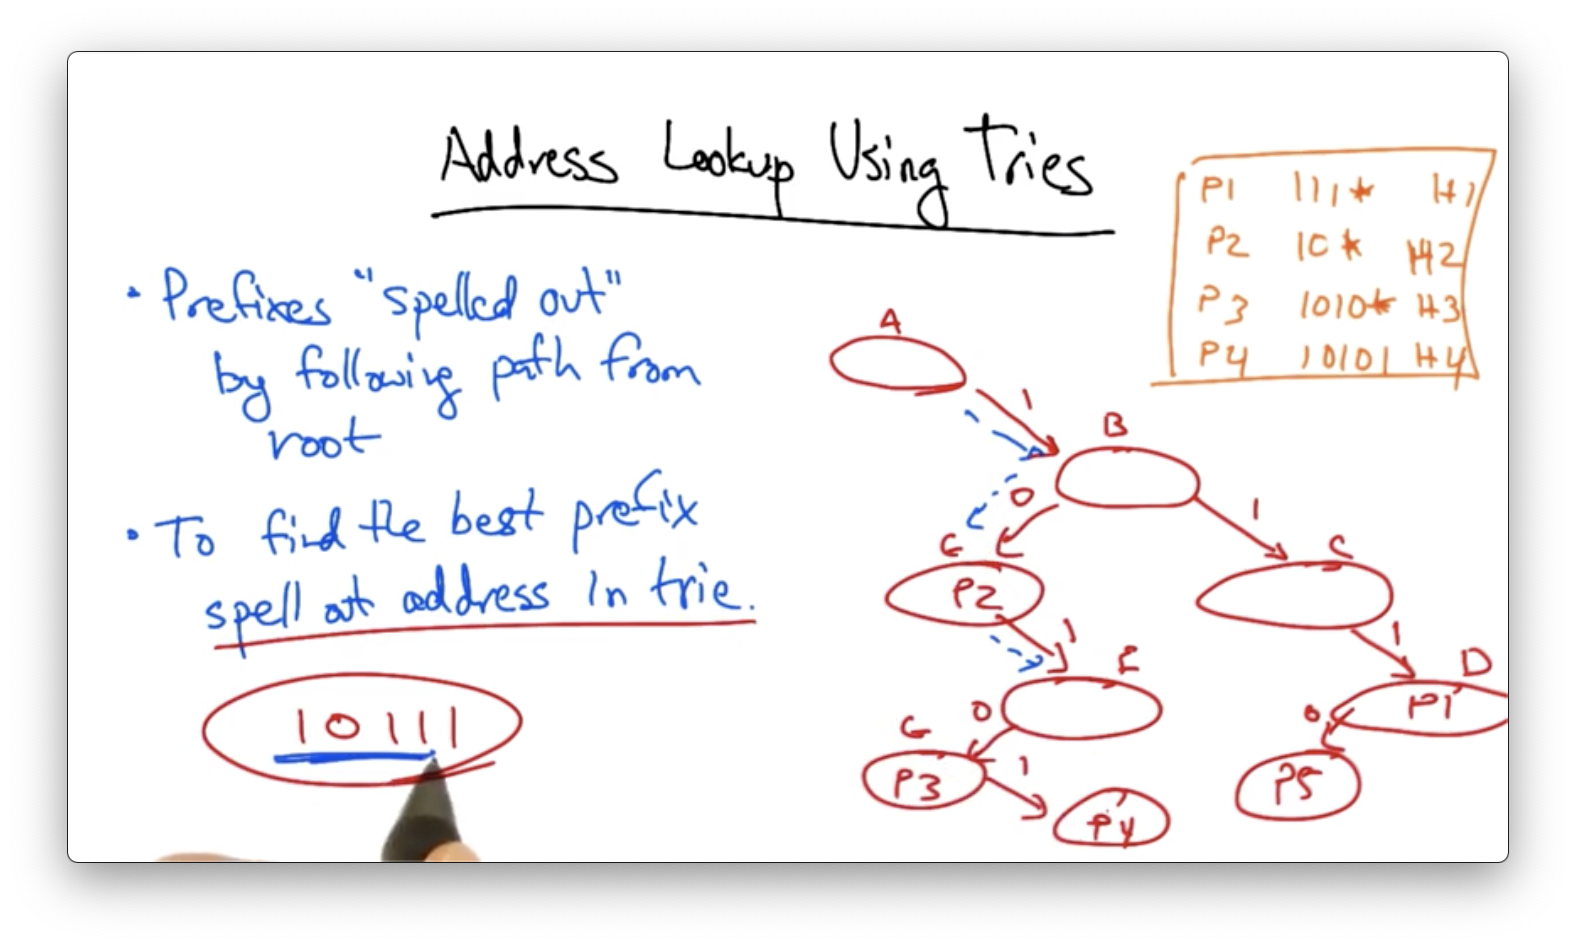 Address Lookup Using Tries
P1 111* H1
P2 10* H2
P3 1010* H3
P4 10101 H4
• Prefixes "spelled out"
by following path from
root
• To find the best prefix
spell out address in trie.
10111
A
1
B
0
1
C
P2
1
C
1
E
D
P1
0
G
P3
1
P4
0
P5